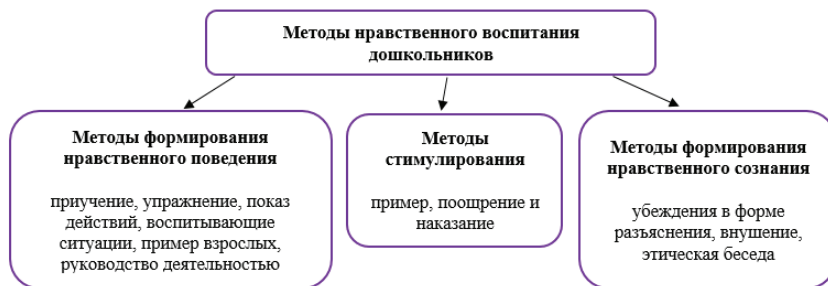 Методы нравственного воспитания
дошкольников
Методы формирования
нравственного поведения
приучение, упражнение, показ
действий, воспитывающие
ситуации, пример взрослых,
руководство деятельностью
Методы
стимулирования
пример, поощрение и
наказание
Методы формирования
нравственного сознания
убеждения в форме
разъяснения, внушение,
этическая беседа